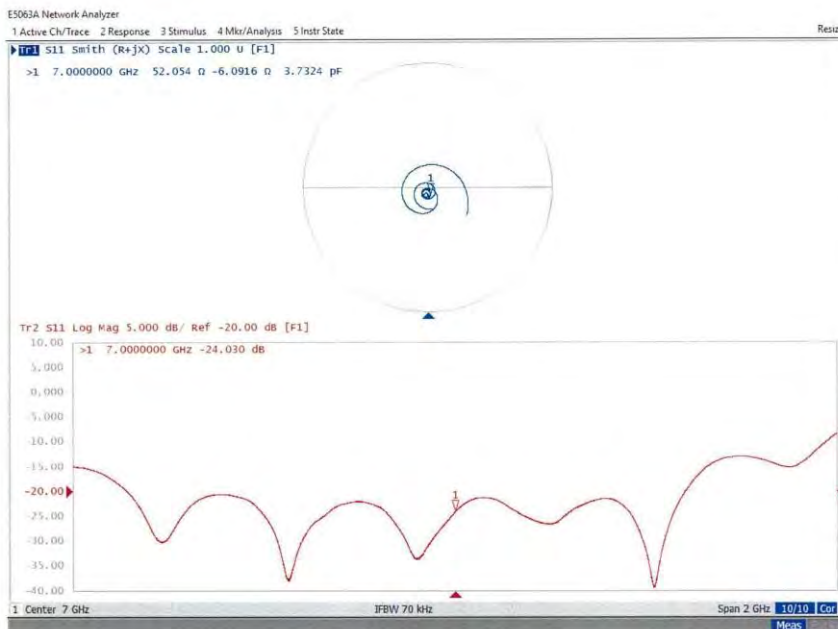 E5063A Network Analyzer
1 Active Ch/Trace 2 Response 3 Stimulus 4 Mkr/Analysis 5 Instr State
Tr1 S11 Smith (R+jX) Scale 1.000 U [F1]
>1 7.0000000 GHz 52.054 Ω -6.0916 Ω 3.7324 pF
1
Tr2 S11 Log Mag 5.000 dB/ Ref -20.00 dB [F1]
10.00
>1 7.0000000 GHz -24.030 dB
5.000
0.000
-5.000
-10.00
-15.00
-20.00
1
-25.00
-30.00
-35.00
-40.00
1 Center 7 GHz IFBW 70 kHz Span 2 GHz 10/10 Cor
Meas